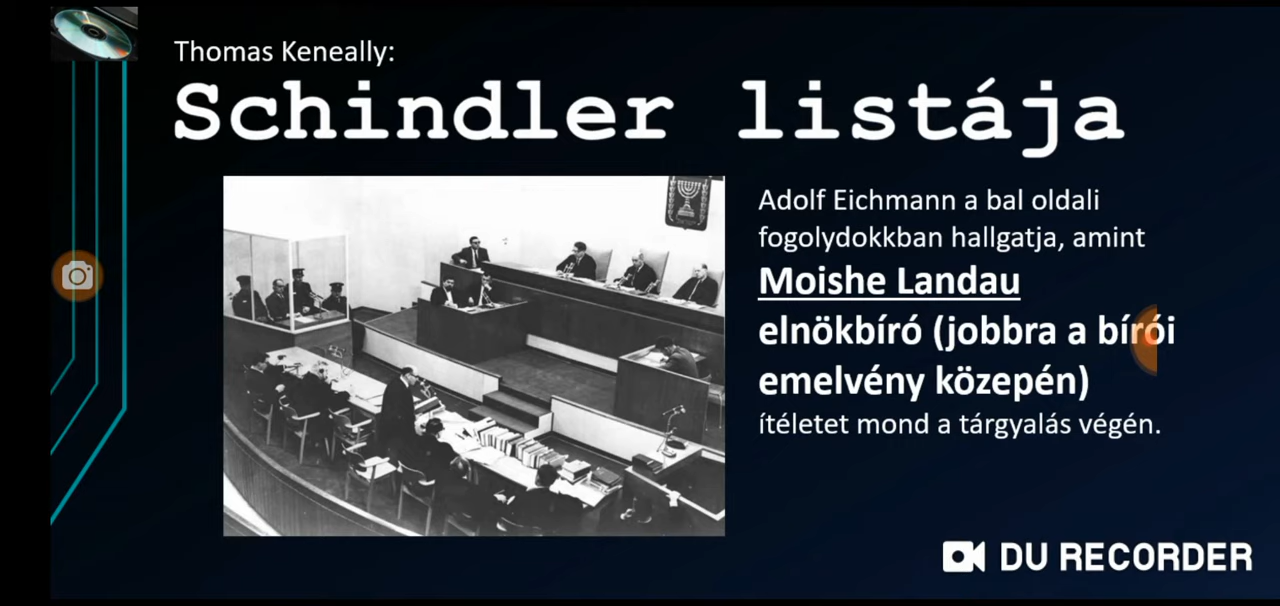 Thomas Keneally:
Schindler listája
Adolf Eichmann a bal oldali
fogolydokkban hallgatja, amint
Moishe Landau
elnökbíró (jobbra a bírói
emelvény közepén)
ítéletet mond a tárgyalás végén.
DU RECORDER